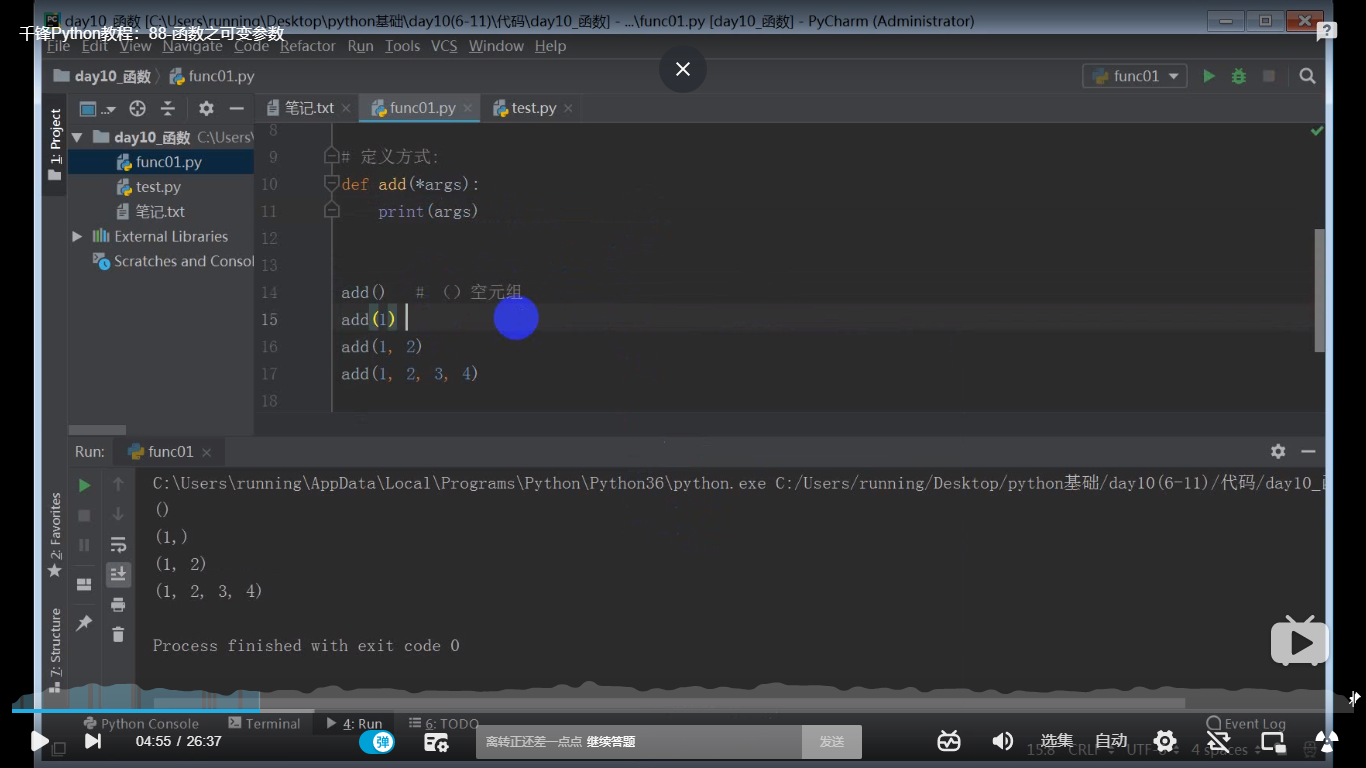 day10_函数 [C:\Users\running\Desktop\python基础\day10(6-11)\代码\day10_函数] - ...\func01.py [day10_函数] - PyCharm (Administrator)
千锋Python教程：88.函数之可变参数
File Edit View Navigate Code Refactor Run Tools VCS Window Help
day10_函数 func01.py func01
笔记.txt func01.py test.py
1: Project
day10_函数 C:\Users\
func01.py
test.py
笔记.txt
External Libraries
Scratches and Consol
8
9 # 定义方式:
10 def add(*args):
11 print(args)
12
13
14 add() # （）空元组
15 add(1)
16 add(1, 2)
17 add(1, 2, 3, 4)
18
Run: func01
C:\Users\running\AppData\Local\Programs\Python\Python36\python.exe C:/Users/running/Desktop/python基础/day10(6-11)/代码/day10_
()
(1,)
(1, 2)
(1, 2, 3, 4)
Process finished with exit code 0
2: Favorites
7: Structure
Python Console Terminal 4: Run 6: TODO Event Log
04:55 / 26:37 弹 离转正还差一点点 继续答题 发送 选集 自动
15:8 CRLF UTF-8 4 spaces